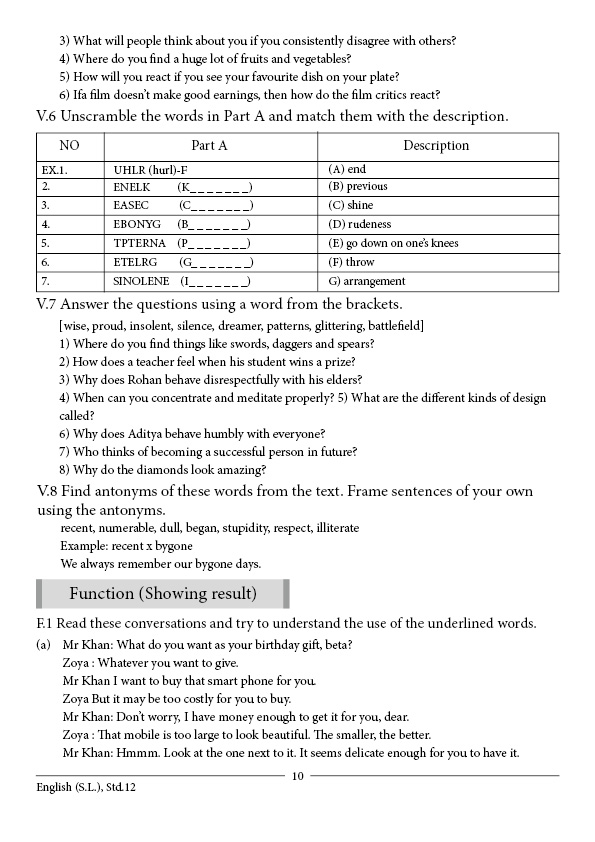 3) What will people think about you if you consistently disagree with others?
4) Where do you find a huge lot of fruits and vegetables?
5) How will you react if you see your favourite dish on your plate?
6) Ifa film doesn't make good earnings, then how do the film critics react?
V.6 Unscramble the words in Part A and match them with the description.
NO Part A Description
EX.1. UHLR (hurl)-F (A) end
2. ENELK (K_ _ _ _ _ _ _) (B) previous
3. EASEC (C_ _ _ _ _ _ _) (C) shine
4. EBONYG (B_ _ _ _ _ _ _) (D) rudeness
5. TPTERNA (P_ _ _ _ _ _ _) (E) go down on one's knees
6. ETELRG (G_ _ _ _ _ _ _) (F) throw
7. SINOLENE (I_ _ _ _ _ _ _) G) arrangement
V.7 Answer the questions using a word from the brackets.
[wise, proud, insolent, silence, dreamer, patterns, glittering, battlefield]
1) Where do you find things like swords, daggers and spears?
2) How does a teacher feel when his student wins a prize?
3) Why does Rohan behave disrespectfully with his elders?
4) When can you concentrate and meditate properly? 5) What are the different kinds of design
called?
6) Why does Aditya behave humbly with everyone?
7) Who thinks of becoming a successful person in future?
8) Why do the diamonds look amazing?
V.8 Find antonyms of these words from the text. Frame sentences of your own
using the antonyms.
recent, numerable, dull, began, stupidity, respect, illiterate
Example: recent x bygone
We always remember our bygone days.
Function (Showing result)
F.1 Read these conversations and try to understand the use of the underlined words.
(a) Mr Khan: What do you want as your birthday gift, beta?
Zoya : Whatever you want to give.
Mr Khan I want to buy that smart phone for you.
Zoya But it may be too costly for you to buy.
Mr Khan: Don't worry, I have money enough to get it for you, dear.
Zoya : That mobile is too large to look beautiful. The smaller, the better.
Mr Khan: Hmmm. Look at the one next to it. It seems delicate enough for you to have it.
10
English (S.L.), Std.12